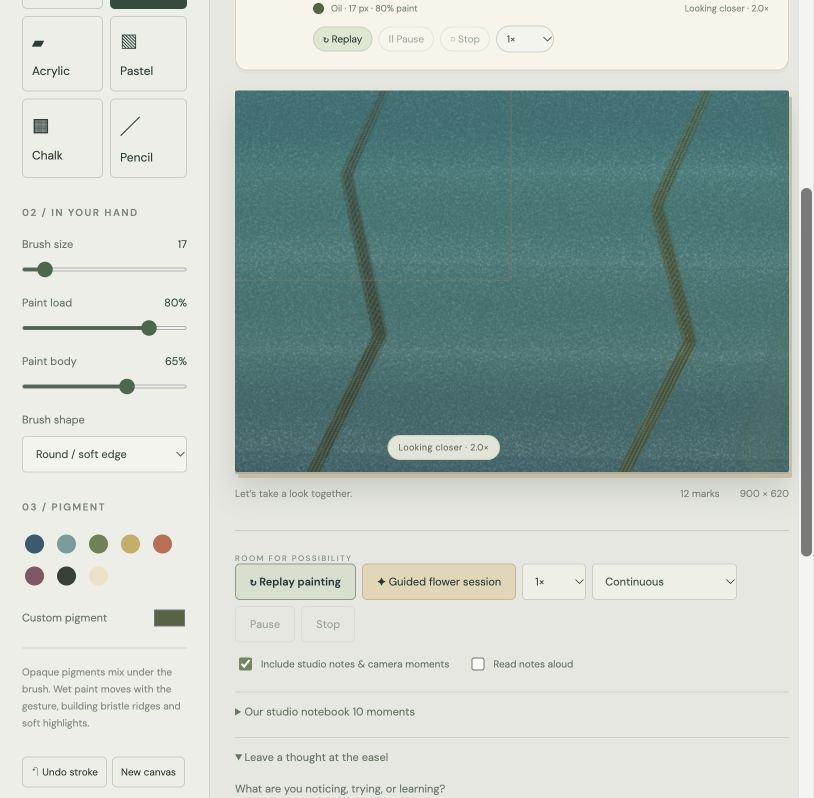 Oil · 17 px · 80% paint
Looking closer · 2.0×
↻ Replay
II Pause
▫ Stop
1×
Acrylic
Pastel
Chalk
Pencil
02 / IN YOUR HAND
Brush size 17
Paint load 80%
Paint body 65%
Brush shape
Round / soft edge
03 / PIGMENT
Custom pigment
Opaque pigments mix under the
brush. Wet paint moves with the
gesture, building bristle ridges and
soft highlights.
Undo stroke
New canvas
Looking closer · 2.0×
Let's take a look together.
12 marks
900 × 620
ROOM FOR POSSIBILITY
↻ Replay painting
✦ Guided flower session
1×
Continuous
Pause
Stop
Include studio notes & camera moments
Read notes aloud
▶ Our studio notebook 10 moments
▼ Leave a thought at the easel
What are you noticing, trying, or learning?